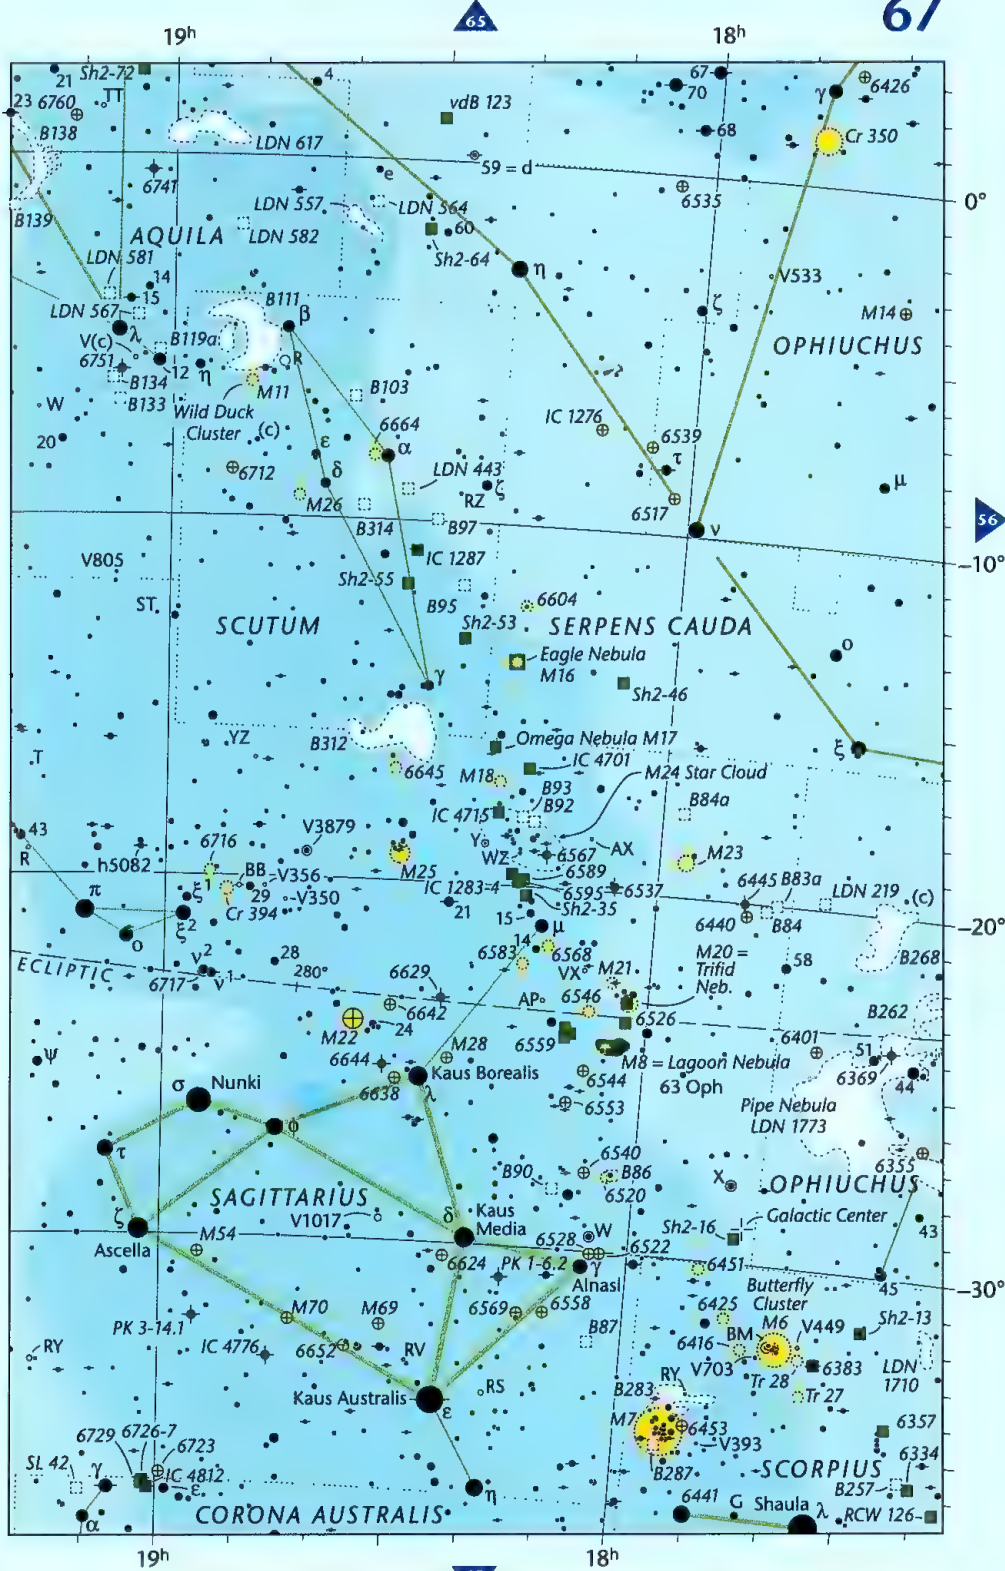 65
67
19h
18h
21
Sh2-72
TT
4
67
70
γ
6426
23
6760
B138
vdB 123
68
Cr 350
LDN 617
59 = d
6741
e
6535
0°
LDN 557
LDN 564
B139
AQUILA
LDN 582
60
Sh2-64
η
LDN 581
14
15
V533
ζ
M14
LDN 567
B111
β
λ
V(c)
B119a
R
OPHIUCHUS
6751
12
η
B134
B133
M11
B103
W
Wild Duck
Cluster
(c)
6664
IC 1276
6539
20
ε
α
τ
6712
δ
LDN 443
μ
M26
RZ
ζ
6517
56
B314
B97
ν
V805
IC 1287
-10°
Sh2-55
ST
B95
6604
SCUTUM
Sh2-53
SERPENS CAUDA
Eagle Nebula
M16
ο
γ
Sh2-46
B312
Omega Nebula M17
ξ
YZ
T
6645
M18
IC 4701
M24 Star Cloud
B93
B92
B84a
IC 4715
43
R
V3879
Y
AX
6716
h5082
BB
WZ
6567
M23
V356
M25
6589
ξ1
29
V350
IC 1283-4
6595
6537
6445
B83a
LDN 219
(c)
π
Cr 394
21
Sh2-35
15
6440
B84
ξ2
μ
ο
14
ECLIPTIC
ν2
28
6583
6568
M20 =
Trifid
Neb.
58
B268
6717
ν1
280°
6629
VX
M21
AP
6546
B262
6642
M22
24
6526
6401
6559
51
ψ
M28
6644
M8 = Lagoon Nebula
6369
44
σ
Nunki
Kaus Borealis
6544
63 Oph
6638
λ
6553
Pipe Nebula
LDN 1773
φ
τ
6540
6355
B90
B86
X
OPHIUCHUS
SAGITTARIUS
6520
Kaus
Media
δ
ζ
V1017
Galactic Center
W
43
Sh2-16
Ascella
M54
6528
6522
6624
PK 1-6.2
γ
6451
Alnasl
-30°
45
M70
M69
6569
6558
Butterfly
Cluster
6425
Sh2-13
PK 3-14.1
M6
B87
BM
V449
RY
IC 4776
6652
RV
6416
V703
6383
LDN
1710
Kaus Australis
RS
Tr 28
RY
B283
Tr 27
ε
M7
6453
6357
6726-7
V393
6729
6723
6334
SL 42
IC 4812
B287
SCORPIUS
γ
ε
B257
η
6441
G
Shaula
λ
RCW 126
α
CORONA AUSTRALIS
19h
18h